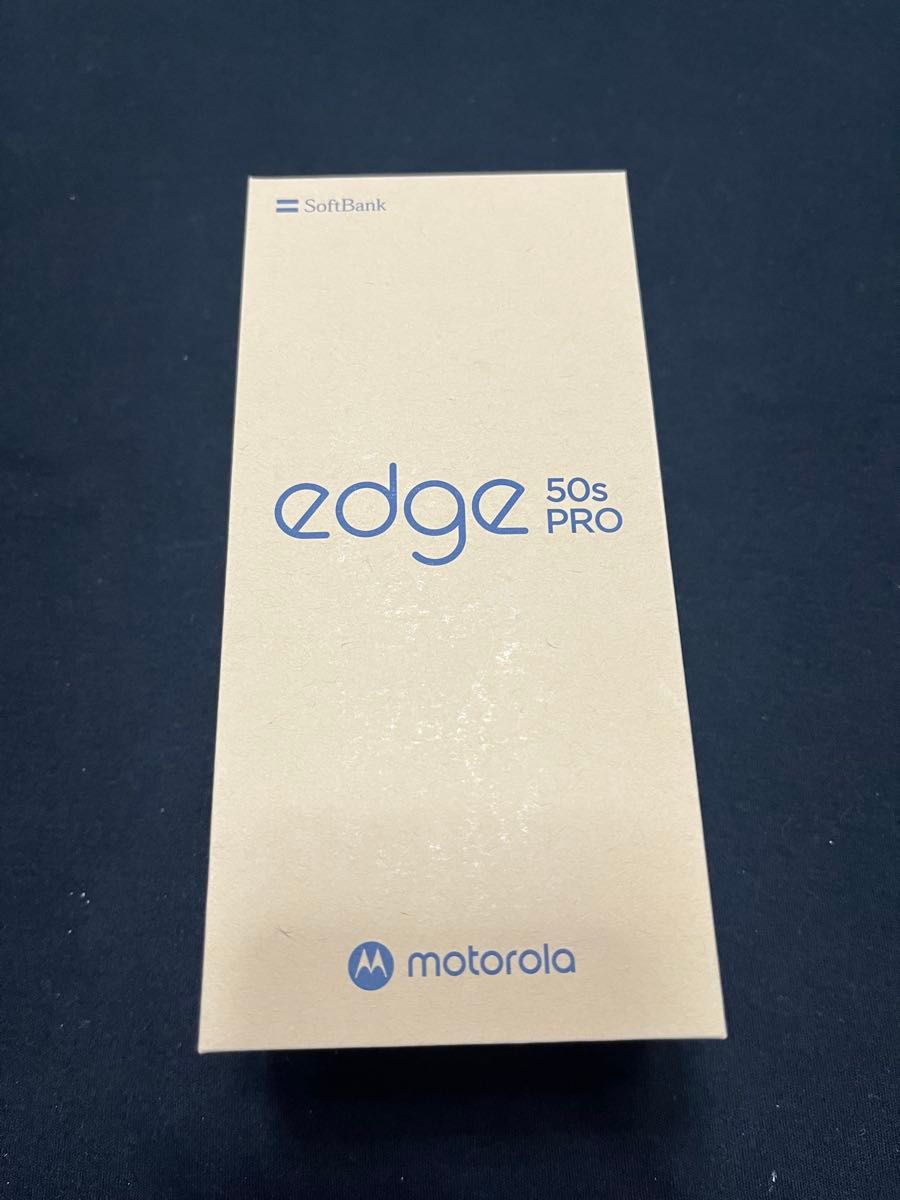 SoftBank
edge 50s
PRO
motorola